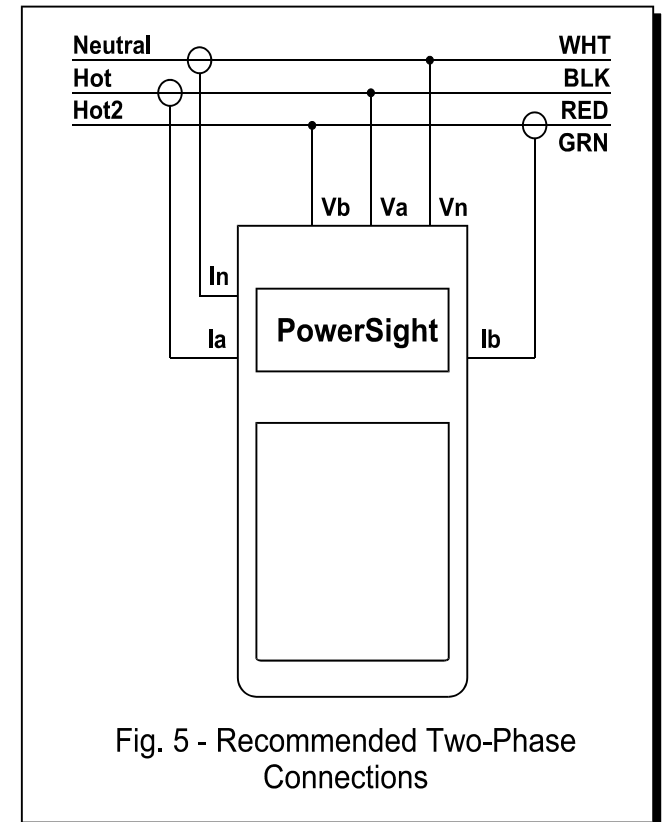 Neutral WHT
Hot BLK
Hot2 RED
GRN
Vb Va Vn
In
PowerSight
Ia Ib
Fig. 5 - Recommended Two-Phase
Connections